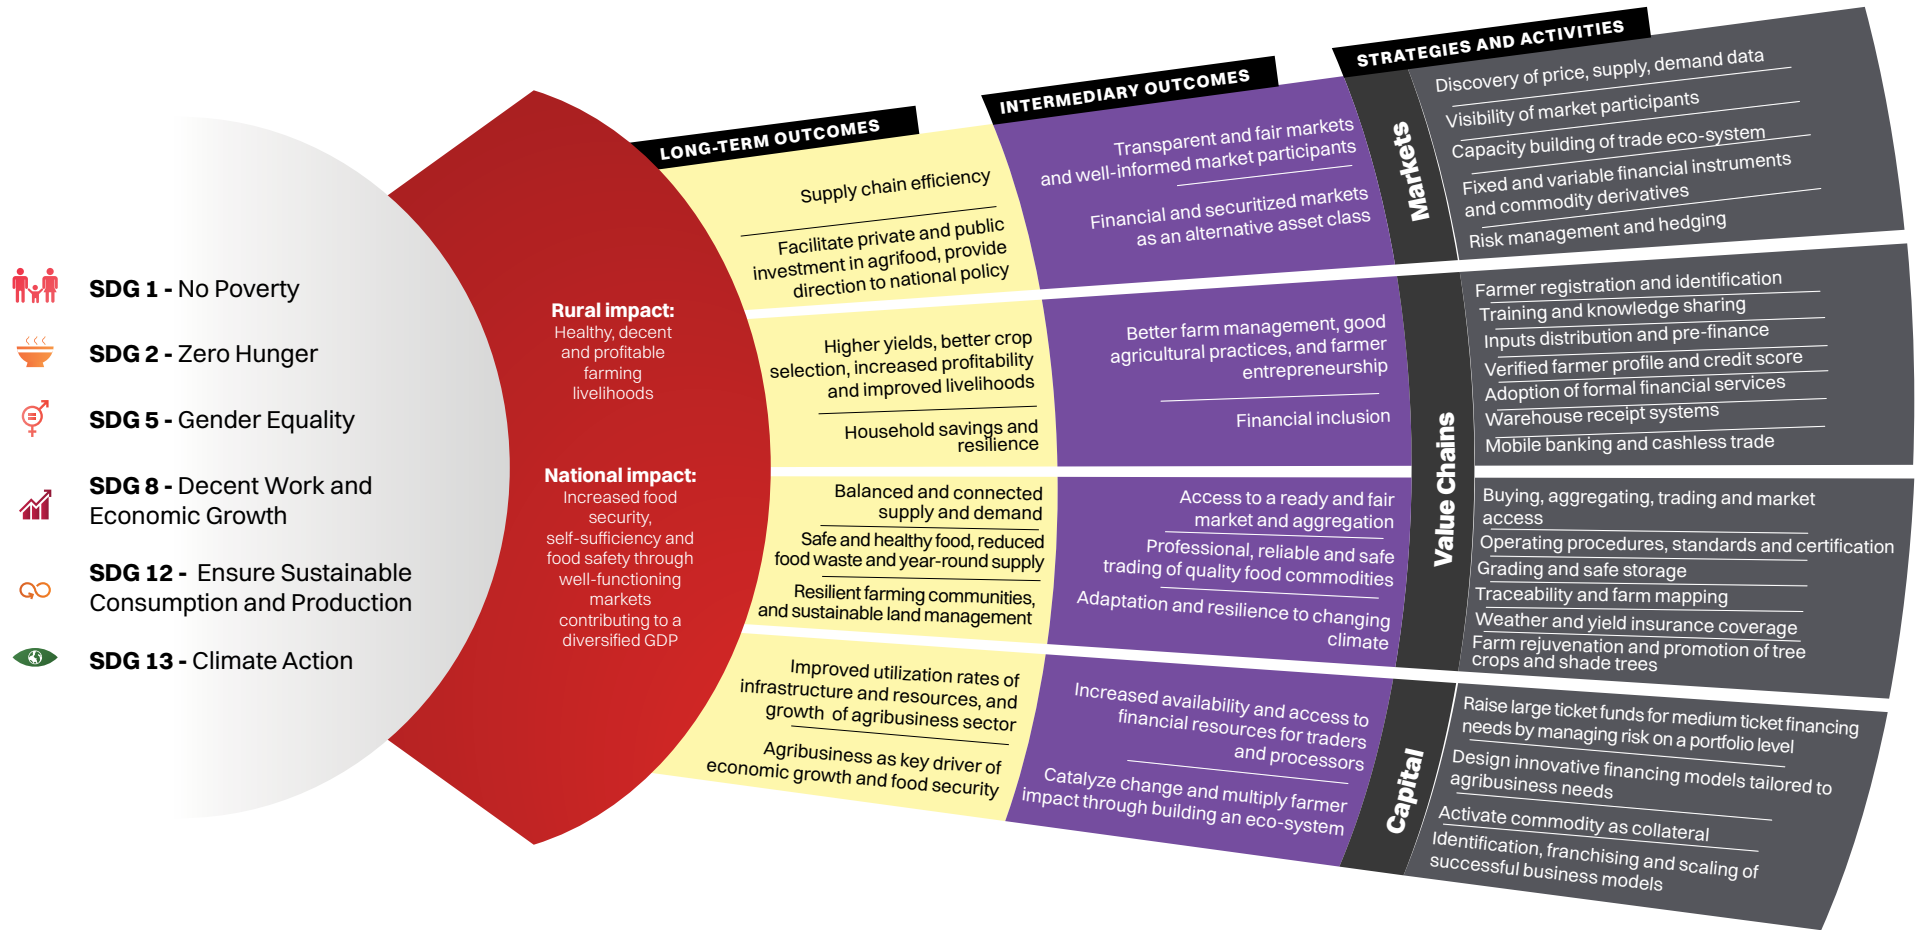 SDG 1 - No Poverty
SDG 2 - Zero Hunger
SDG 5 - Gender Equality
SDG 8 - Decent Work and
Economic Growth
SDG 12 - Ensure Sustainable
Consumption and Production
SDG 13 - Climate Action
Rural impact:
Healthy, decent
and profitable
farming
livelihoods
National impact:
Increased food
security,
self-sufficiency and
food safety through
well-functioning
markets
contributing to a
diversified GDP
LONG-TERM OUTCOMES
Supply chain efficiency
Facilitate private and public
investment in agrifood, provide
direction to national policy
Higher yields, better crop
selection, increased profitability
and improved livelihoods
Household savings and
resilience
Balanced and connected
supply and demand
Safe and healthy food, reduced
food waste and year-round supply
Resilient farming communities,
and sustainable land management
Improved utilization rates of
infrastructure and resources, and
growth of agribusiness sector
Agribusiness as key driver of
economic growth and food security
INTERMEDIARY OUTCOMES
Transparent and fair markets
and well-informed market participants
Financial and securitized markets
as an alternative asset class
Better farm management, good
agricultural practices, and farmer
entrepreneurship
Financial inclusion
Access to a ready and fair
market and aggregation
Professional, reliable and safe
trading of quality food commodities
Adaptation and resilience to changing
climate
Increased availability and access to
financial resources for traders
and processors
Catalyze change and multiply farmer
impact through building an eco-system
STRATEGIES AND ACTIVITIES
Markets
Discovery of price, supply, demand data
Visibility of market participants
Capacity building of trade eco-system
Fixed and variable financial instruments
and commodity derivatives
Risk management and hedging
Value Chains
Farmer registration and identification
Training and knowledge sharing
Inputs distribution and pre-finance
Verified farmer profile and credit score
Adoption of formal financial services
Warehouse receipt systems
Mobile banking and cashless trade
Buying, aggregating, trading and market
access
Operating procedures, standards and certification
Grading and safe storage
Traceability and farm mapping
Weather and yield insurance coverage
Farm rejuvenation and promotion of tree
crops and shade trees
Capital
Raise large ticket funds for medium ticket financing
needs by managing risk on a portfolio level
Design innovative financing models tailored to
agribusiness needs
Activate commodity as collateral
Identification, franchising and scaling of
successful business models